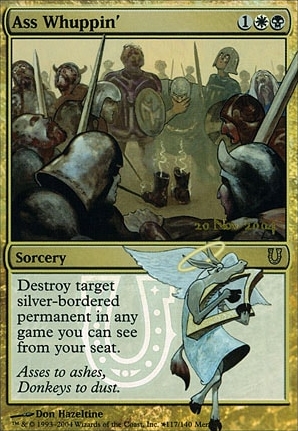 Ass Whuppin'
1
20 Nov 2004
Sorcery
Destroy target
silver-bordered
permanent in any
game you can see
from your seat.
Asses to ashes,
Donkeys to dust.
Don Hazeltine
™ & © 1993–2004 Wizards of the Coast, Inc. ★117/140